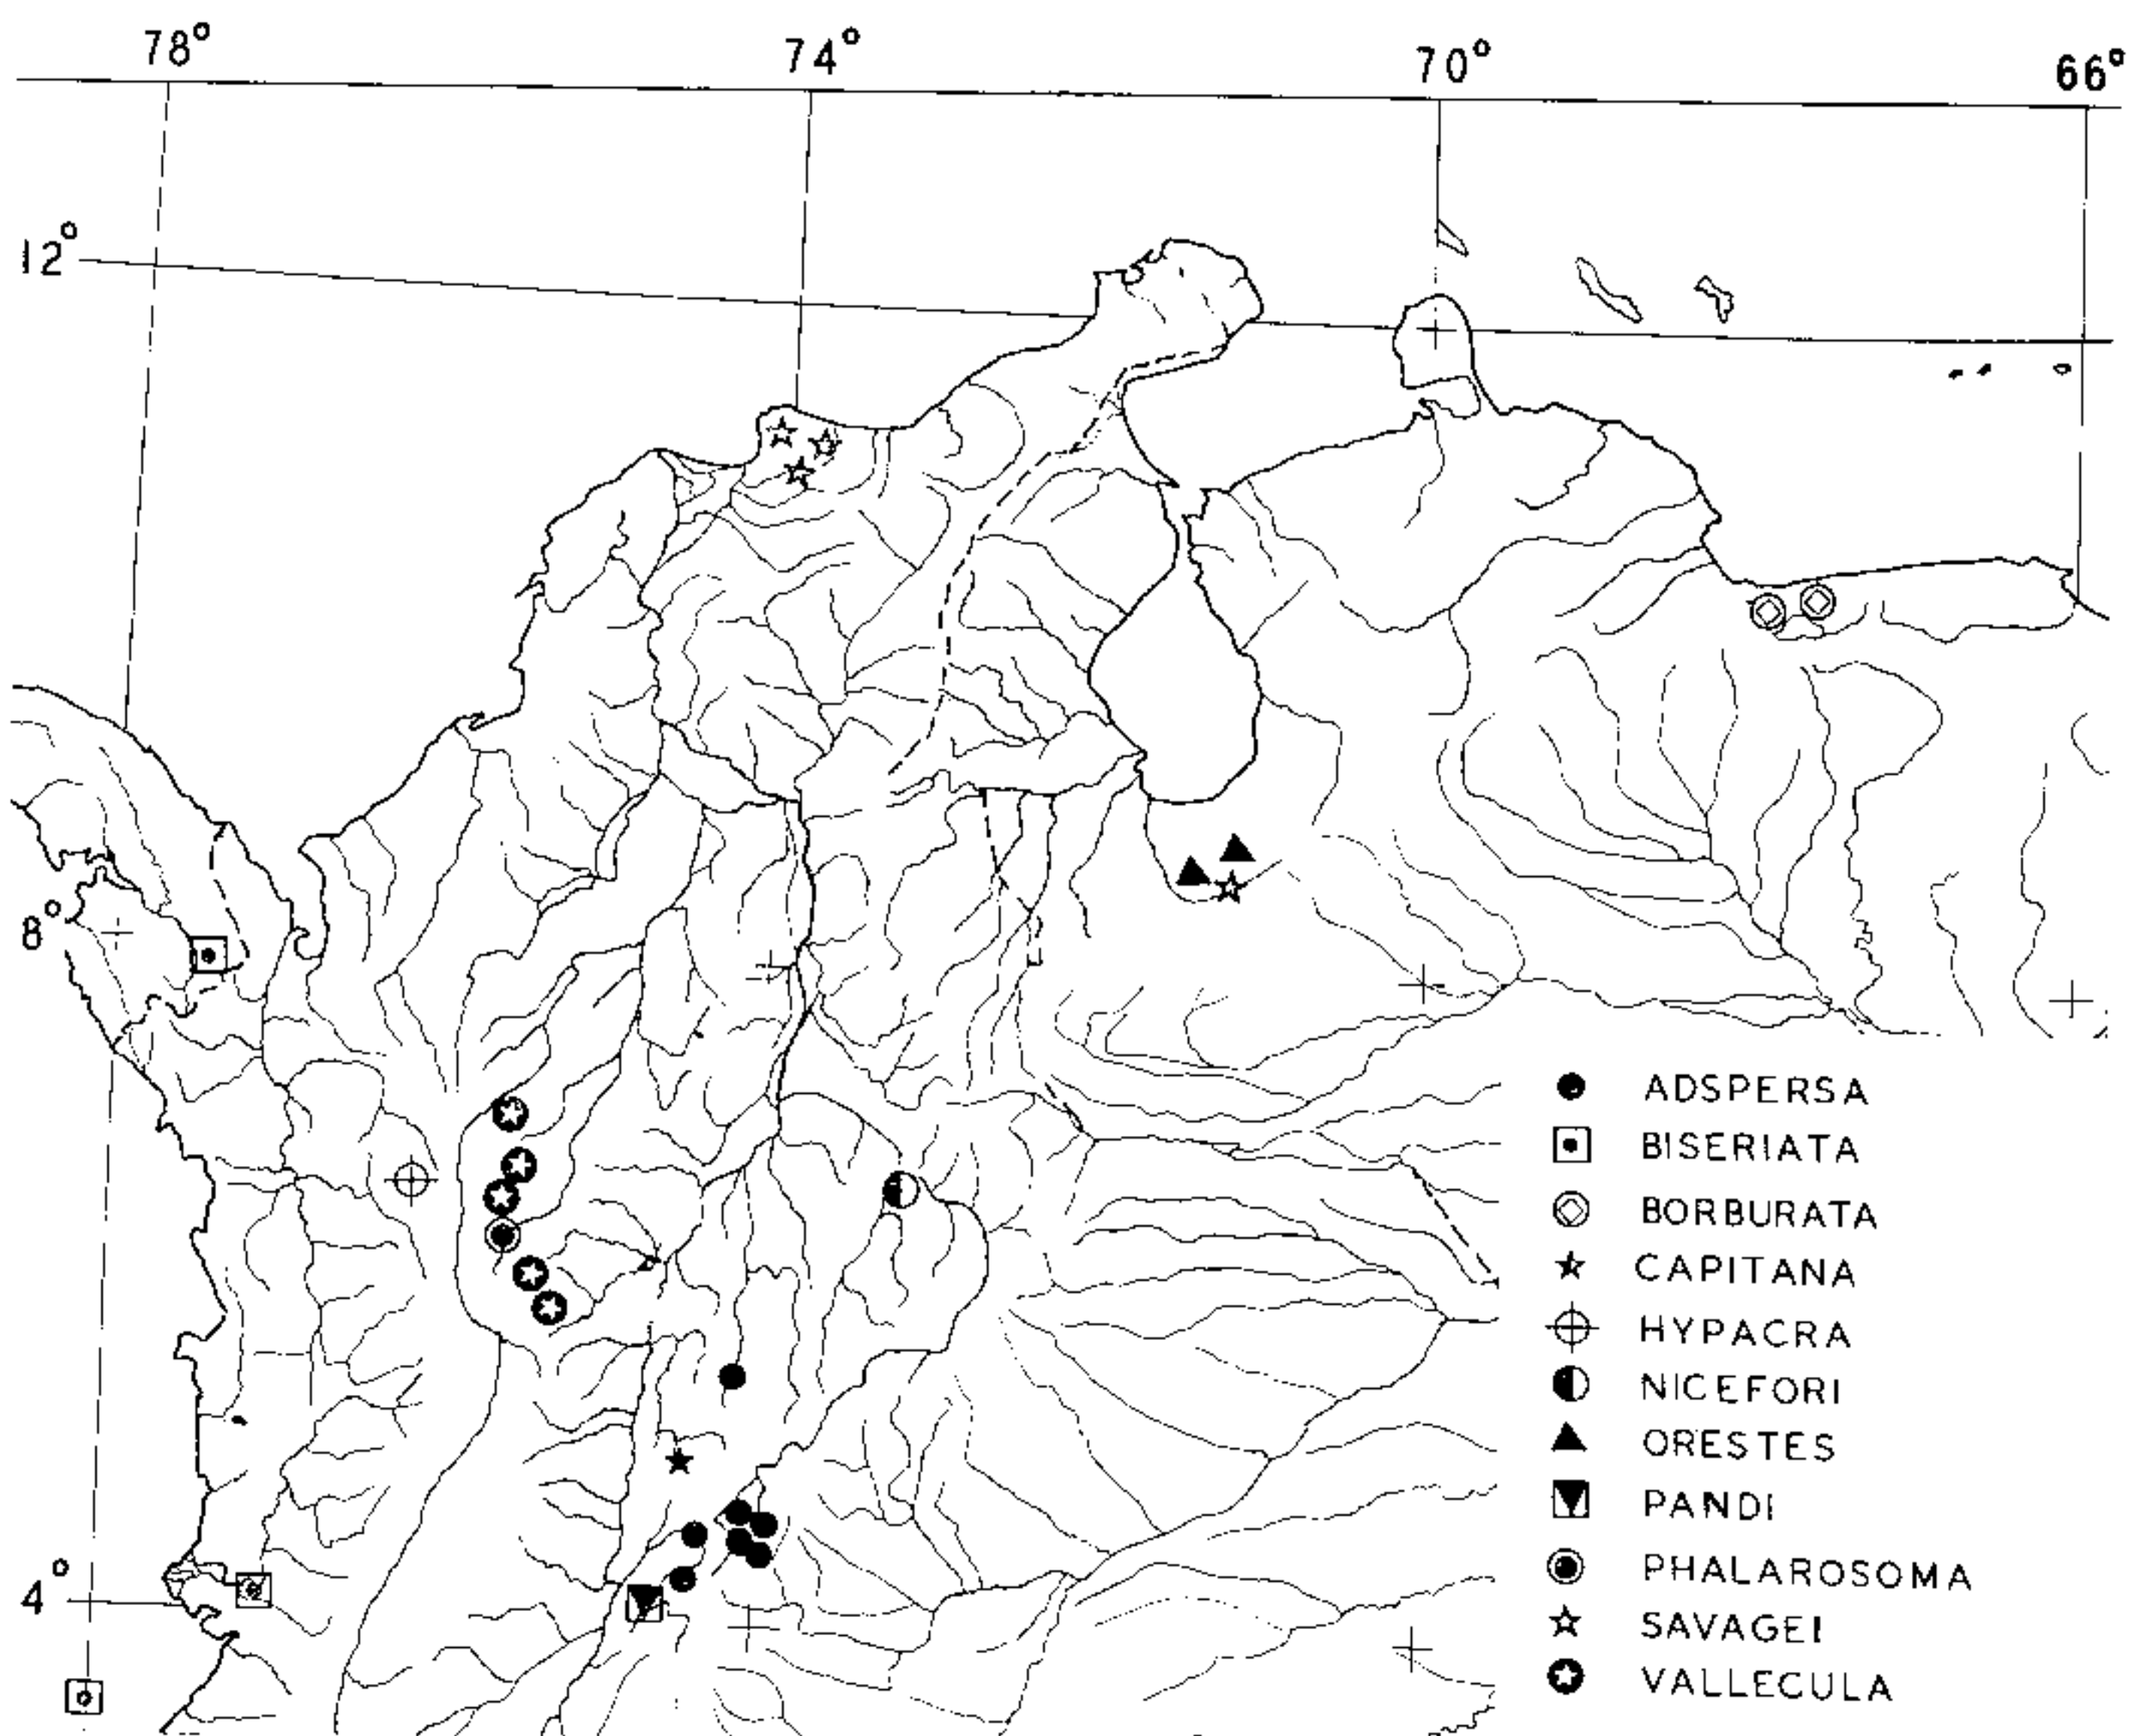 78° 74° 70° 66°
12°
8°
4°
ADSPERSA
BISERIATA
BORBURATA
CAPITANA
HYPACRA
NICEFORI
ORESTES
PANDI
PHALAROSOMA
SAVAGEI
VALLECULA